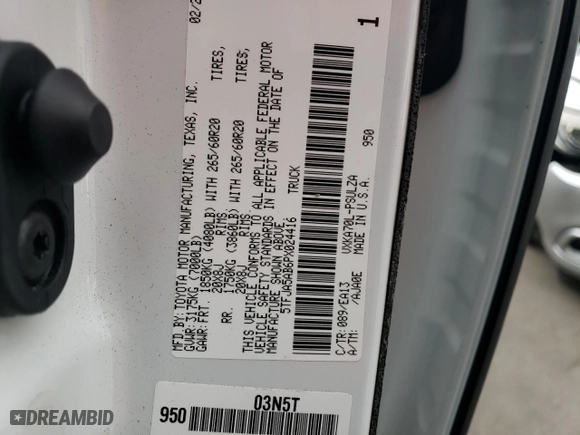 MFD BY: TOYOTA MOTOR MANUFACTURING, TEXAS, INC. 02/2
GVWR: 3175KG (7000LB)
GAWR: FRT. 1850KG (4080LB) WITH 265/60R20 TIRES,
20X8J RIMS
RR. 1750KG (3860LB) WITH 265/60R20 TIRES,
20X8J RIMS.
THIS VEHICLE CONFORMS TO ALL APPLICABLE FEDERAL MOTOR
VEHICLE SAFETY STANDARDS IN EFFECT ON THE DATE OF
MANUFACTURE SHOWN ABOVE.
5TFJA5AB6PX024416 TRUCK
C/TR: 089/EA13 VXKA70L-PSULZA 950
A/TM: /AJA0E MADE IN U.S.A.
1
950 03N5T
DREAMBID